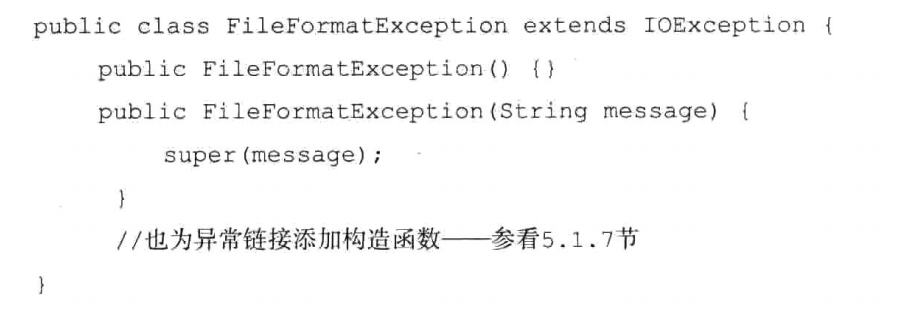 public class FileFormatException extends IOException {
public FileFormatException() {}
public FileFormatException(String message) {
super(message);
}
//也为异常链接添加构造函数——参看5.1.7节
}